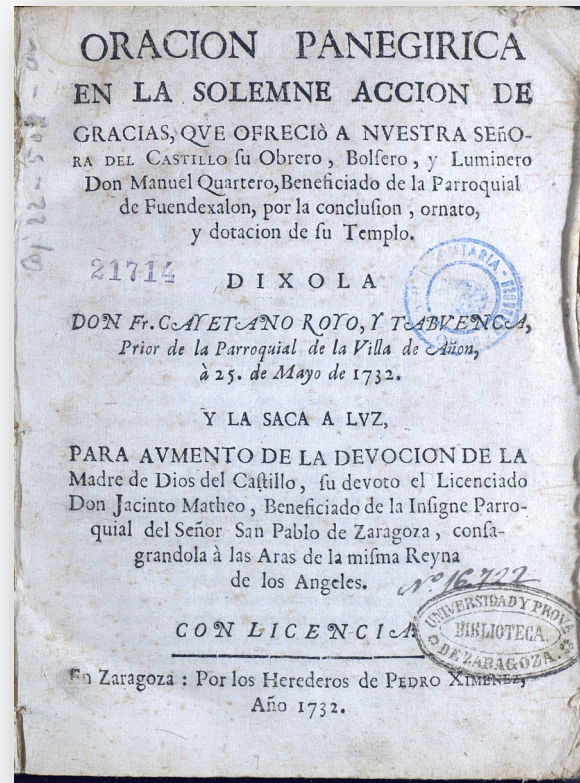 ORACION PANEGIRICA
EN LA SOLEMNE ACCION DE
GRACIAS, QVE OFRECIÒ A NVESTRA SEñO-
RA DEL CASTILLO ſu Obrero, Bolſero, y Luminero
Don Manuel Quartero, Beneficiado de la Parroquial
de Fuendexalon, por la concluſion, ornato,
y dotacion de ſu Templo.
21714
DIXOLA
DON Fr. CAYETANO ROYO, Y TABVENCA,
Prior de la Parroquial de la Villa de Añon,
à 25. de Mayo de 1732.
Y LA SACA A LVZ,
PARA AVMENTO DE LA DEVOCION DE LA
Madre de Dios del Caſtillo, ſu devoto el Licenciado
Don Jacinto Matheo, Beneficiado de la Inſigne Parro-
quial del Señor San Pablo de Zaragoza, conſa-
grandola à las Aras de la miſma Reyna
de los Angeles.
CON LICENCIA
UNIVERSIDAD Y PROVA
BIBLIOTECA
DE ZARAGOZA
En Zaragoza : Por los Herederos de PEDRO XIMENEZ,
Año 1732.